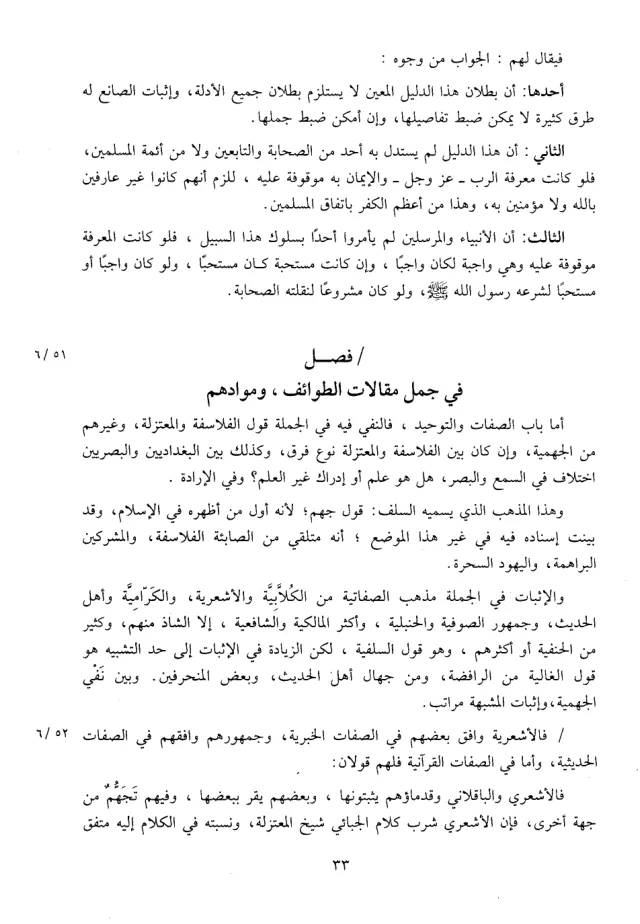 فيقال لهم : الجواب من وجوه :
أحدها: أن بطلان هذا الدليل المعين لا يستلزم بطلان جميع الأدلة، وإثبات الصانع له
طرق كثيرة لا يمكن ضبط تفاصيلها، وإن أمكن ضبط جملها.
الثاني : أن هذا الدليل لم يستدل به أحد من الصحابة والتابعين ولا من أئمة المسلمين،
فلو كانت معرفة الرب ـ عز وجل ـ والإيمان به موقوفة عليه ، للزم أنهم كانوا غير عارفين
بالله ولا مؤمنين به، وهذا من أعظم الكفر باتفاق المسلمين.
الثالث: أن الأنبياء والمرسلين لم يأمروا أحدًا بسلوك هذا السبيل ، فلو كانت المعرفة
موقوفة عليه وهي واجبة لكان واجبًا ، وإن كانت مستحبة كـان مستحبًا ، ولو كان واجبًا أو
مستحبًا لشرعه رسول الله ﷺ، ولو كان مشروعًا لنقلته الصحابة.
/ فصــل ٦/٥١
في جمل مقالات الطوائف ، وموادهم
أما باب الصفات والتوحيد ، فالنفي فيه في الجملة قول الفلاسفة والمعتزلة، وغيرهم
من الجهمية، وإن كان بين الفلاسفة والمعتزلة نوع فرق، وكذلك بين البغداديين والبصريين
اختلاف في السمع والبصر، هل هو علم أو إدراك غير العلم؟ وفي الإرادة .
وهذا المذهب الذي يسميه السلف: قول جهم؛ لأنه أول من أظهره في الإسلام، وقد
بينت إسناده فيه في غير هذا الموضع ؛ أنه متلقي من الصابئة الفلاسفة، والمشركين
البراهمة، واليهود السحرة.
والإثبات في الجملة مذهب الصفاتية من الكُلاَّبِيَّة والأشعرية، والكَرّاميَّة وأهل
الحديث، وجمهور الصوفية والحنبلية ، وأكثر المالكية والشافعية ، إلا الشاذ منهم، وكثير
من الحنفية أو أكثرهم ، وهو قول السلفية ، لكن الزيادة في الإثبات إلى حد التشبيه هو
قول الغالية من الرافضة، ومن جهال أهل الحديث، وبعض المنحرفين. وبين نَفْي
الجهمية، وإثبات المشبهة مراتب.
/ فالأشعرية وافق بعضهم في الصفات الخبرية، وجمهورهم وافقهم في الصفات ٦/٥٢
الحديثية، وأما في الصفات القرآنية فلهم قولان:
فالأشعري والباقلاني وقدماؤهم يثبتونها ، وبعضهم يقر ببعضها ، وفيهم تَجَهُّمٌ من
جهة أخرى، فإن الأشعري شرب كلام الجبائي شيخ المعتزلة، ونسبته في الكلام إليه متفق
٣٣